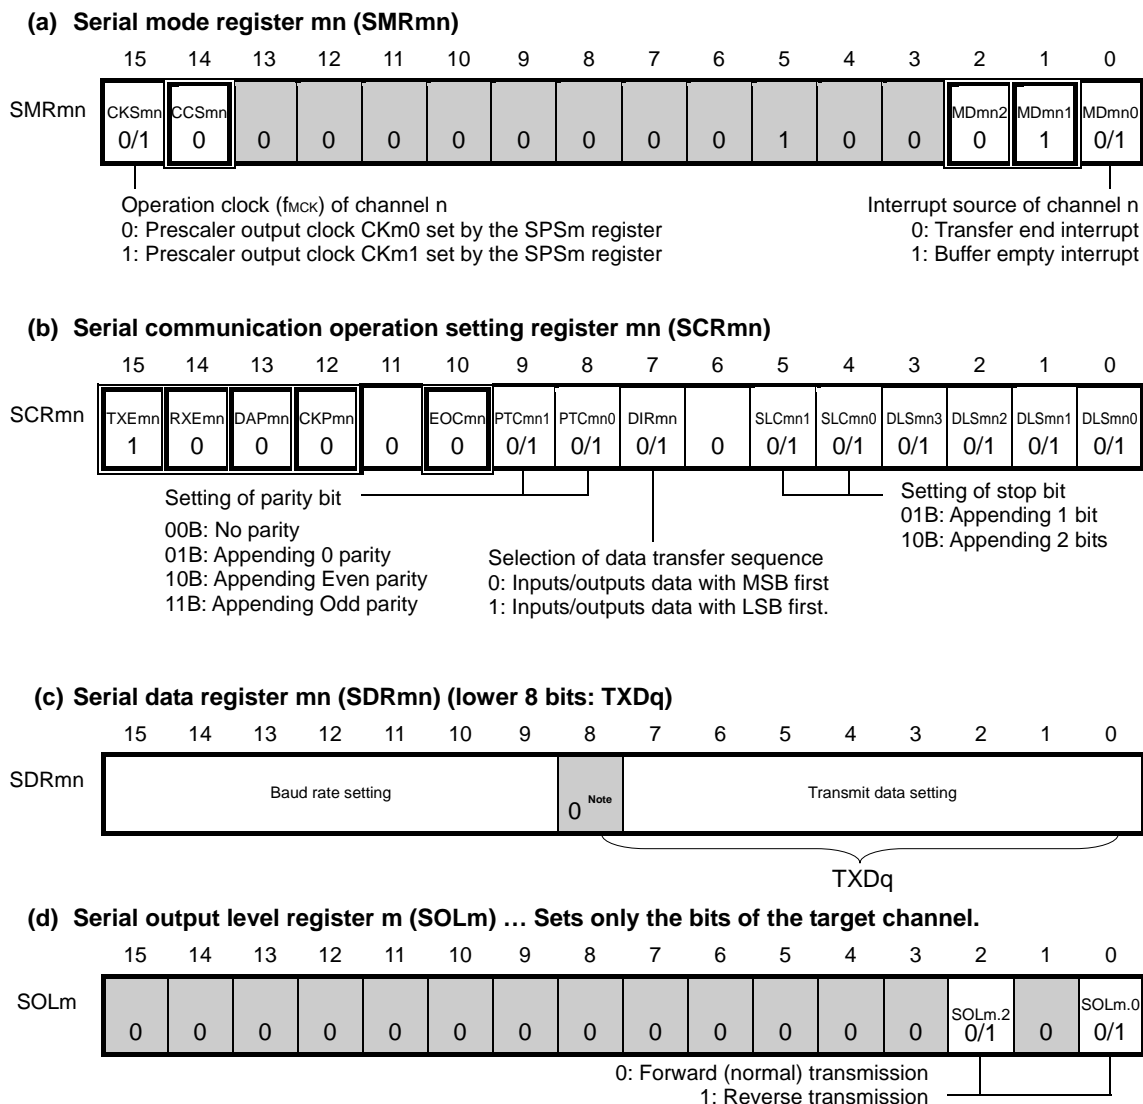 (a) Serial mode register mn (SMRmn)
15 14 13 12 11 10 9 8 7 6 5 4 3 2 1 0
SMRmn
CKSmn CCSmn MDmn2 MDmn1 MDmn0
0/1 0 0 0 0 0 0 0 0 0 1 0 0 0 1 0/1
Operation clock (fMCK) of channel n
0: Prescaler output clock CKm0 set by the SPSm register
1: Prescaler output clock CKm1 set by the SPSm register
Interrupt source of channel n
0: Transfer end interrupt
1: Buffer empty interrupt
(b) Serial communication operation setting register mn (SCRmn)
15 14 13 12 11 10 9 8 7 6 5 4 3 2 1 0
SCRmn
TXEmn RXEmn DAPmn CKPmn EOCmn PTCmn1 PTCmn0 DIRmn SLCmn1 SLCmn0 DLSmn3 DLSmn2 DLSmn1 DLSmn0
1 0 0 0 0 0 0/1 0/1 0/1 0 0/1 0/1 0/1 0/1 0/1 0/1
Setting of parity bit
00B: No parity
01B: Appending 0 parity
10B: Appending Even parity
11B: Appending Odd parity
Selection of data transfer sequence
0: Inputs/outputs data with MSB first
1: Inputs/outputs data with LSB first.
Setting of stop bit
01B: Appending 1 bit
10B: Appending 2 bits
(c) Serial data register mn (SDRmn) (lower 8 bits: TXDq)
15 14 13 12 11 10 9 8 7 6 5 4 3 2 1 0
SDRmn
Baud rate setting
0 Note
Transmit data setting
TXDq
(d) Serial output level register m (SOLm) … Sets only the bits of the target channel.
15 14 13 12 11 10 9 8 7 6 5 4 3 2 1 0
SOLm
SOLm.2 SOLm.0
0 0 0 0 0 0 0 0 0 0 0 0 0 0/1 0 0/1
0: Forward (normal) transmission
1: Reverse transmission